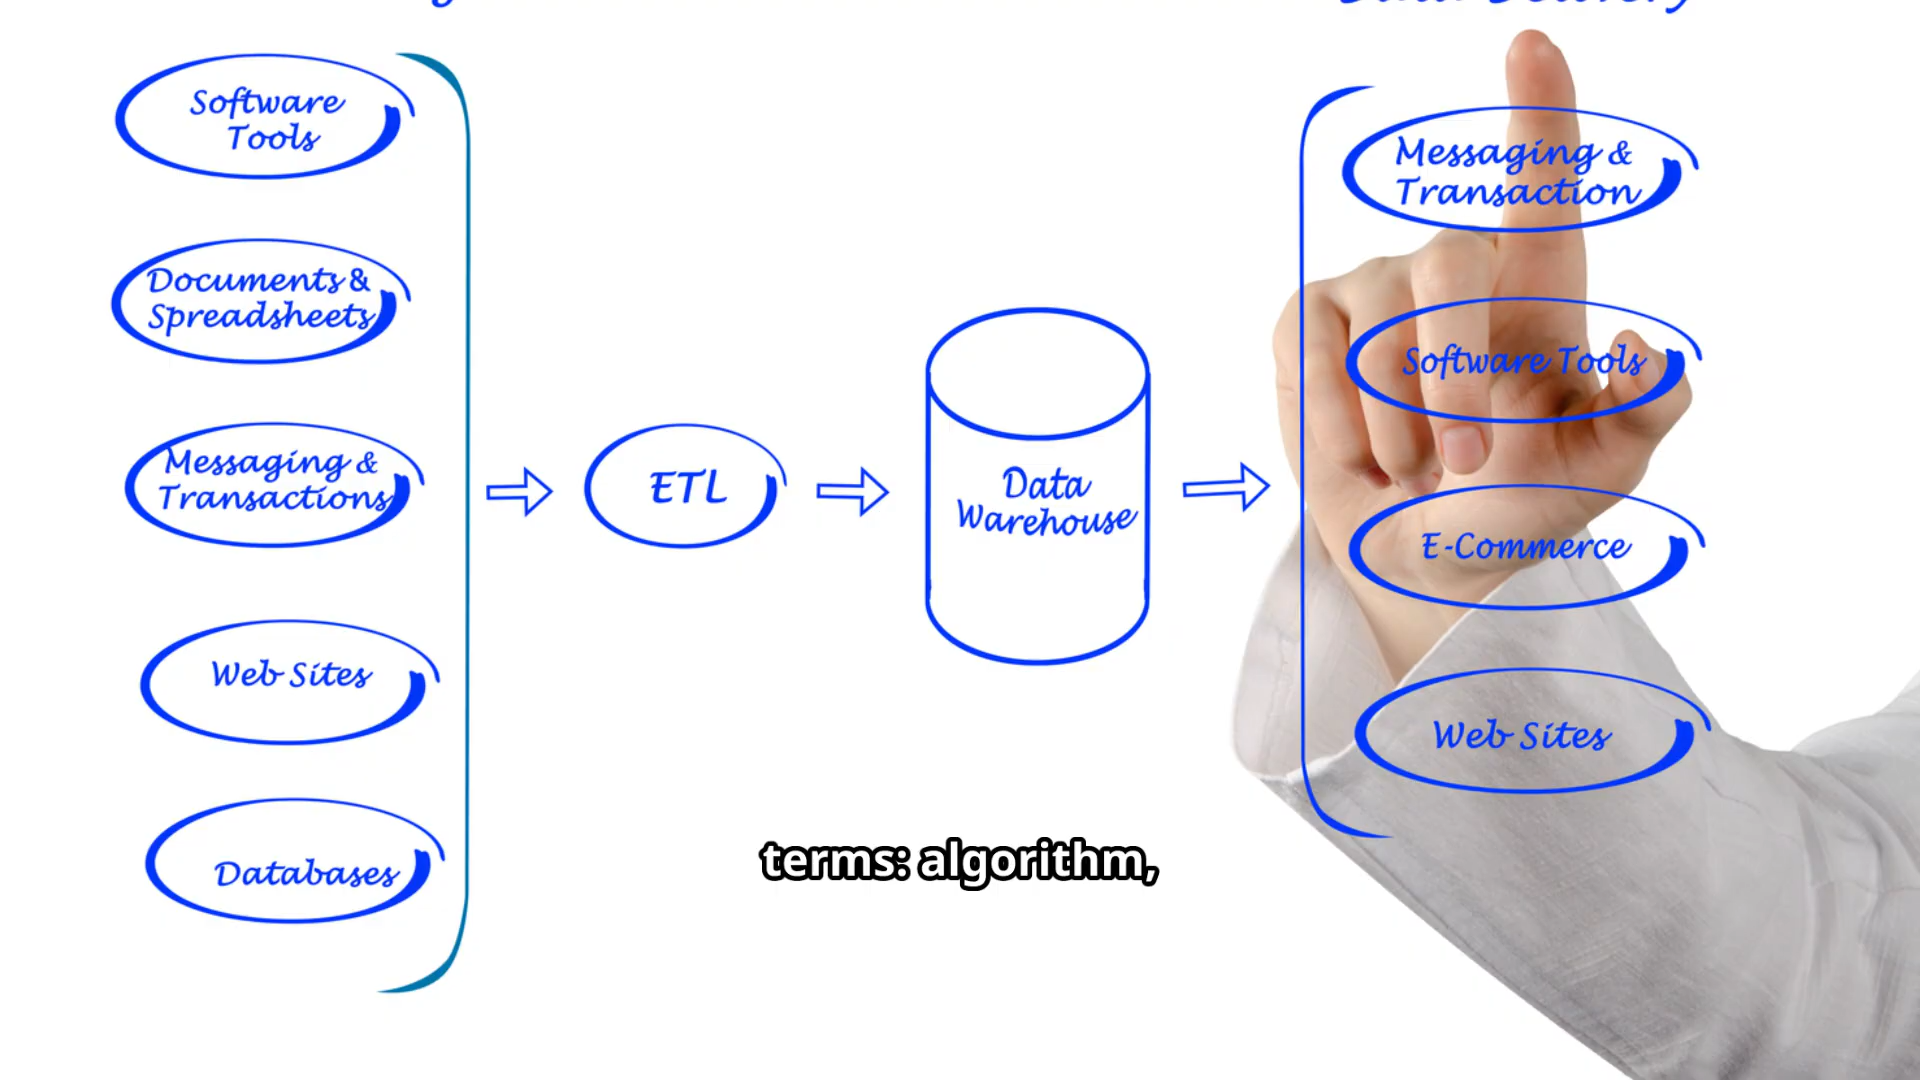 Software
Tools
Documents &
Spreadsheets
Messaging &
Transactions
Web Sites
Databases
ETL
Data
Warehouse
Messaging &
Transaction
Software Tools
E-Commerce
Web Sites
terms: algorithm,